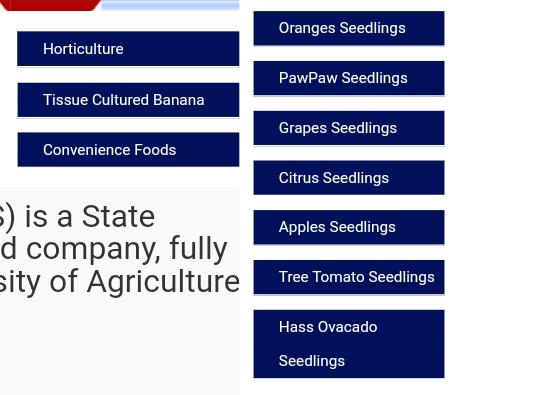 Horticulture
Tissue Cultured Banana
Convenience Foods
S) is a State
d company, fully
sity of Agriculture
Oranges Seedlings
PawPaw Seedlings
Grapes Seedlings
Citrus Seedlings
Apples Seedlings
Tree Tomato Seedlings
Hass Ovacado
Seedlings